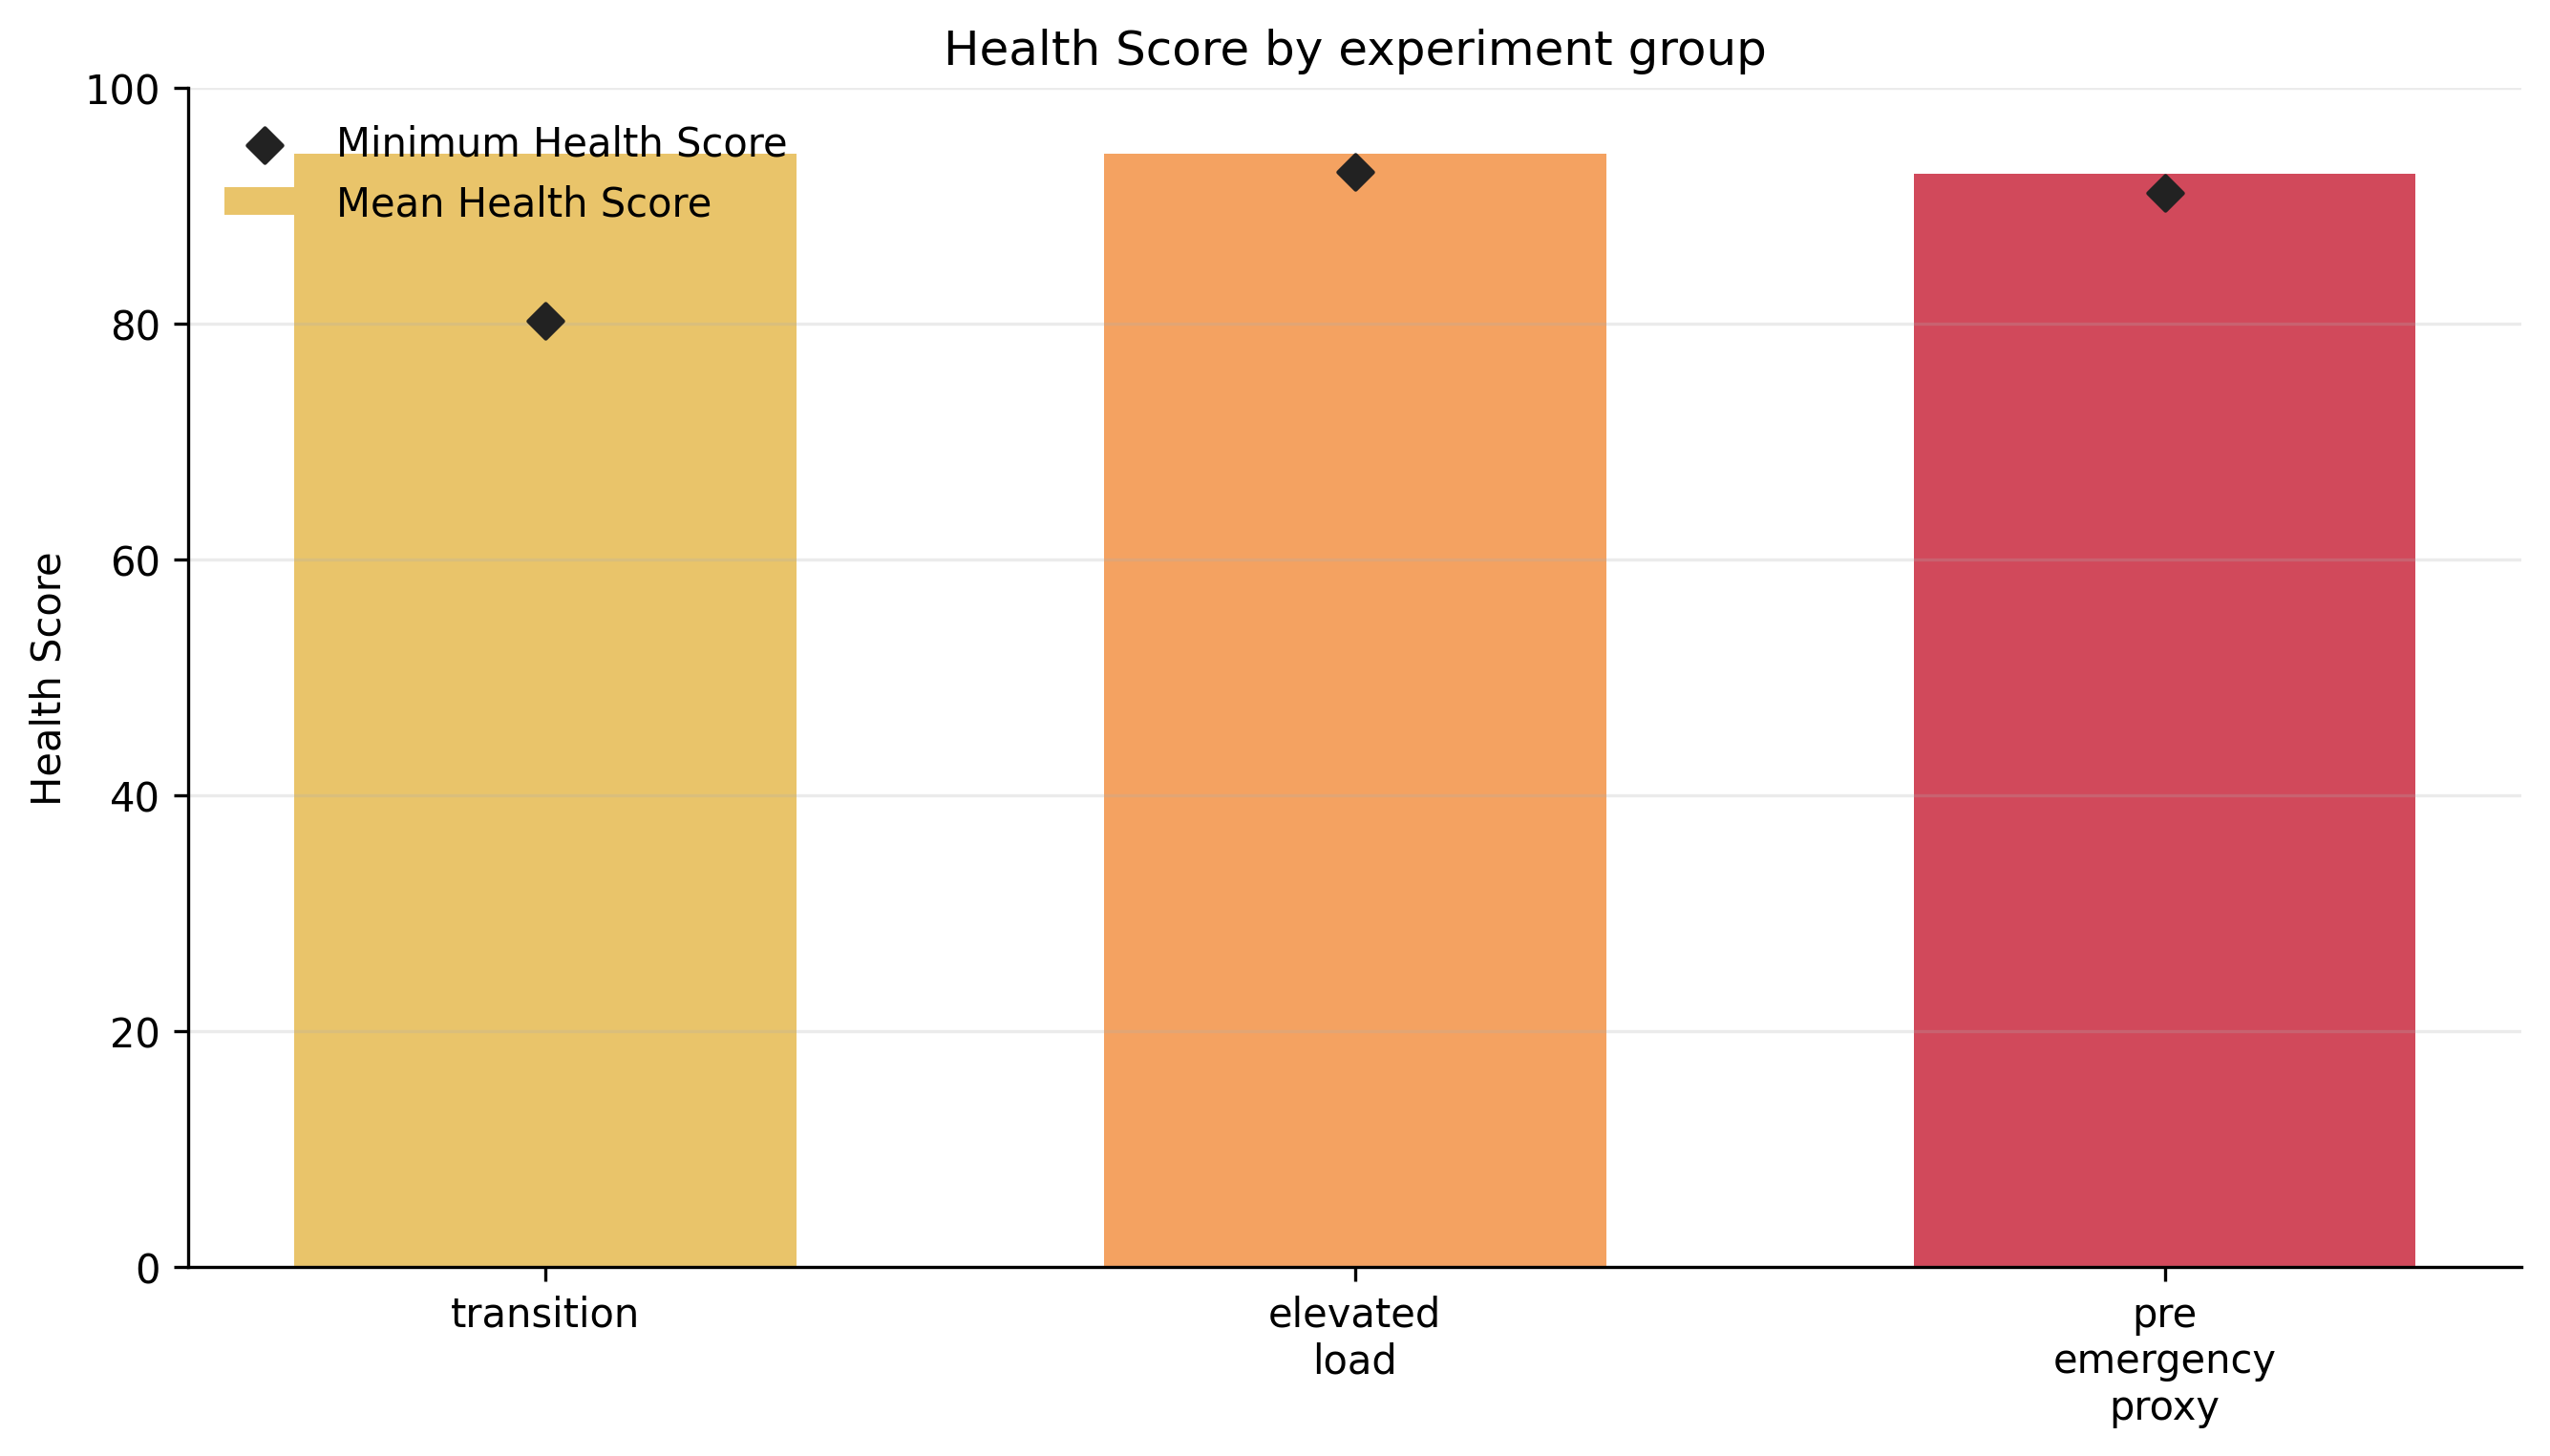 Health Score by experiment group
100
Minimum Health Score
Mean Health Score
80
60
40
20
0
Health Score
transition
elevated
load
pre
emergency
proxy